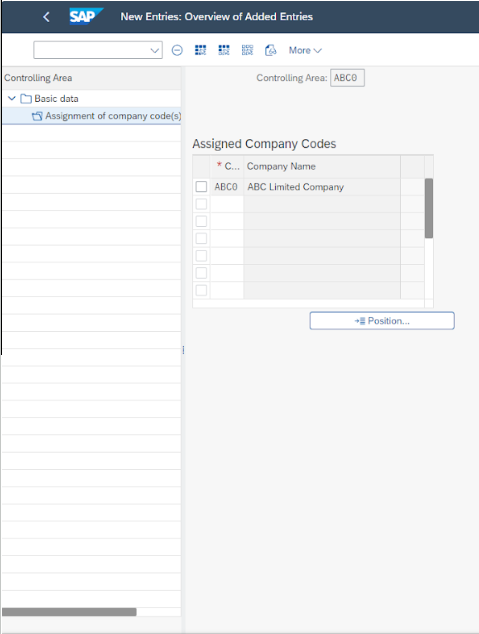 SAP New Entries: Overview of Added Entries
More
Controlling Area
Controlling Area: ABC0
Basic data
Assignment of company code(s)
Assigned Company Codes
* C... Company Name
ABC0 ABC Limited Company
Position...